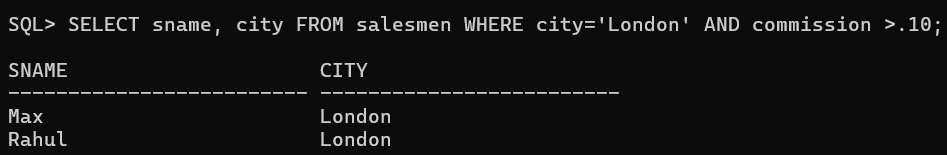 SQL> SELECT sname, city FROM salesmen WHERE city='London' AND commission >.10;
SNAME CITY
------------------------- -------------------------
Max London
Rahul London